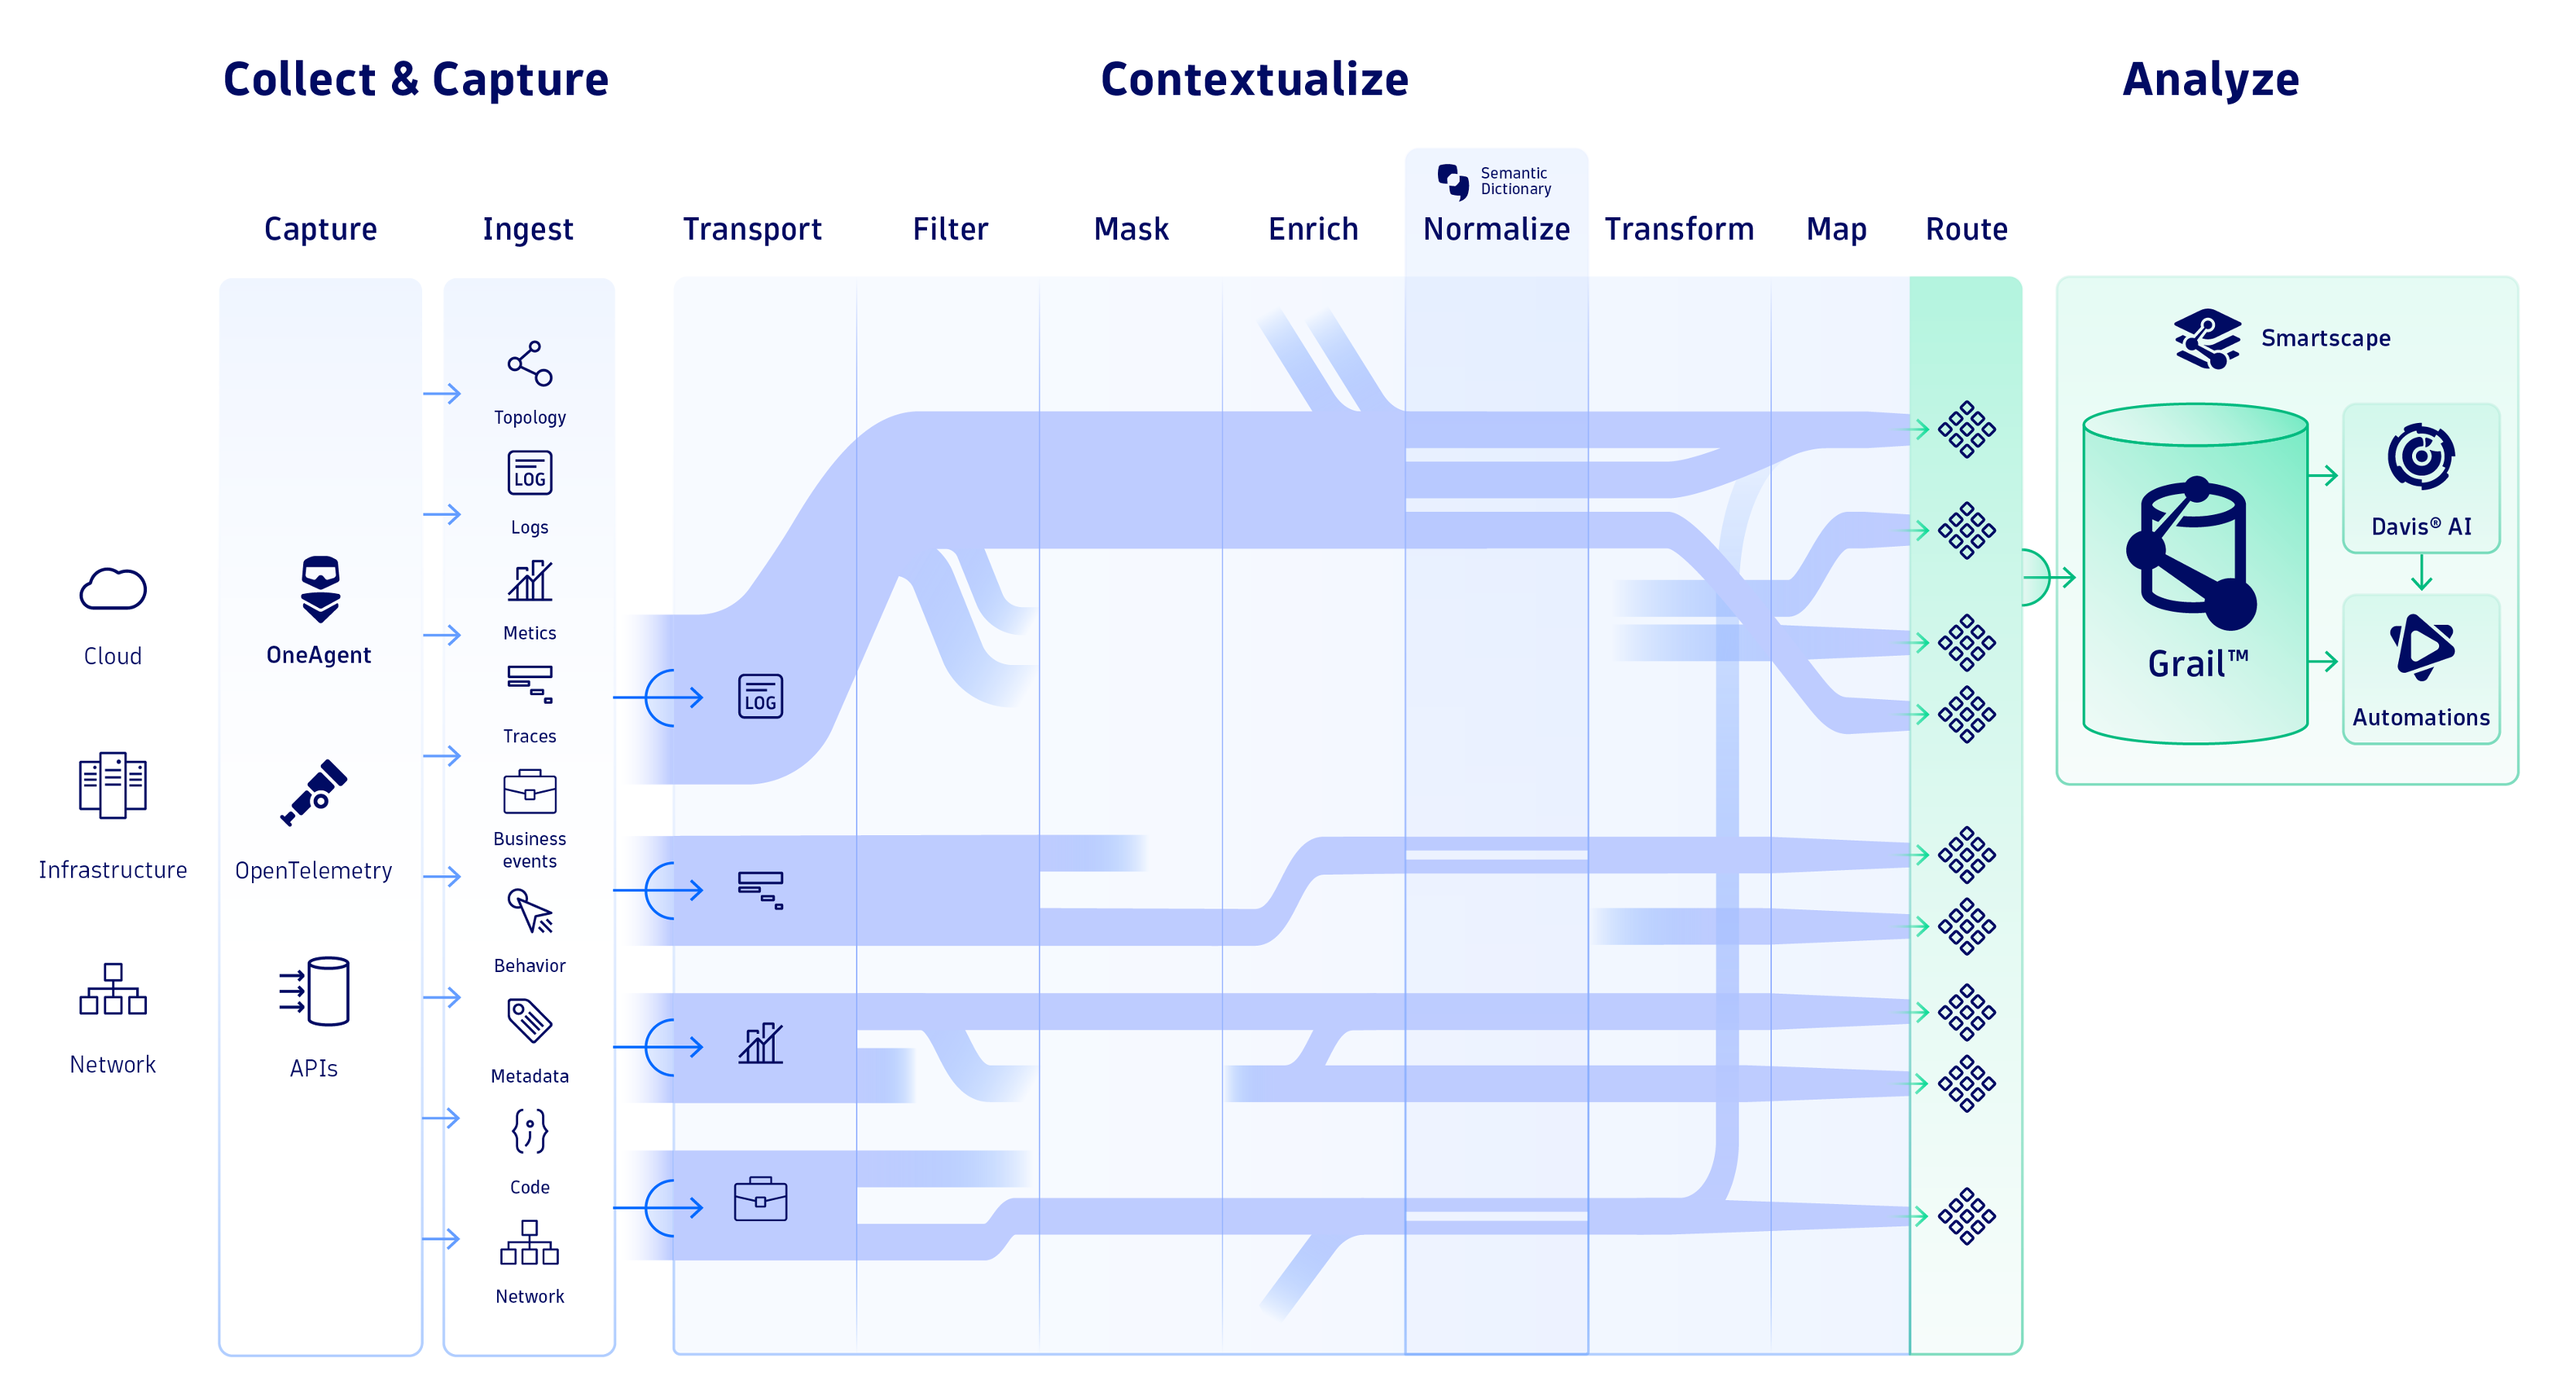 Collect & Capture
Contextualize
Analyze
Semantic
Dictionary
Capture
Ingest
Transport
Filter
Mask
Enrich
Normalize
Transform
Map
Route
Cloud
Infrastructure
Network
OneAgent
OpenTelemetry
APIs
Topology
LOG
Logs
Metics
Traces
Business
events
Behavior
Metadata
Code
Network
LOG
Smartscape
Grail™
Davis® AI
Automations